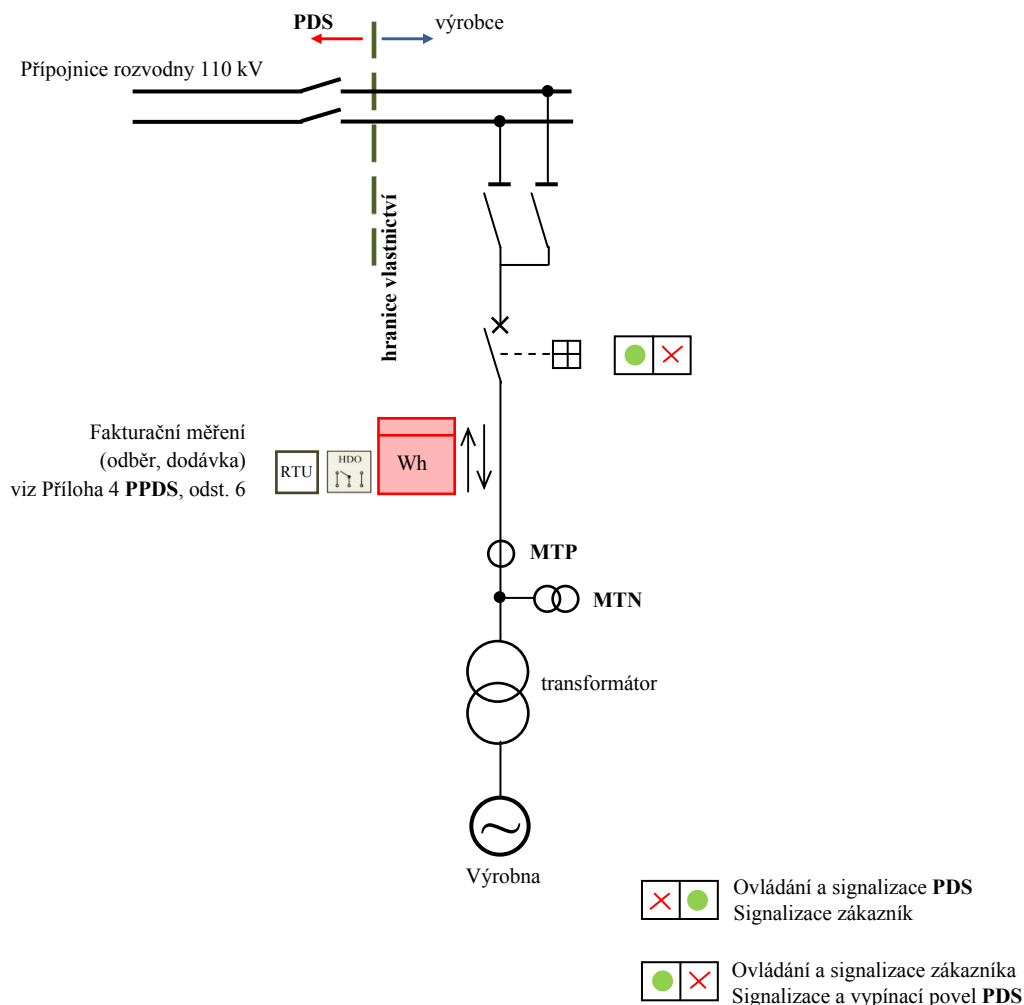 PDS
výrobce
Přípojnice rozvodny 110 kV
hranice vlastnictví
Fakturační měření
(odběr, dodávka)
viz Příloha 4 PPDS, odst. 6
RTU
HDO
Wh
MTP
MTN
transformátor
Výrobna
Ovládání a signalizace PDS
Signalizace zákazník
Ovládání a signalizace zákazníka
Signalizace a vypínací povel PDS